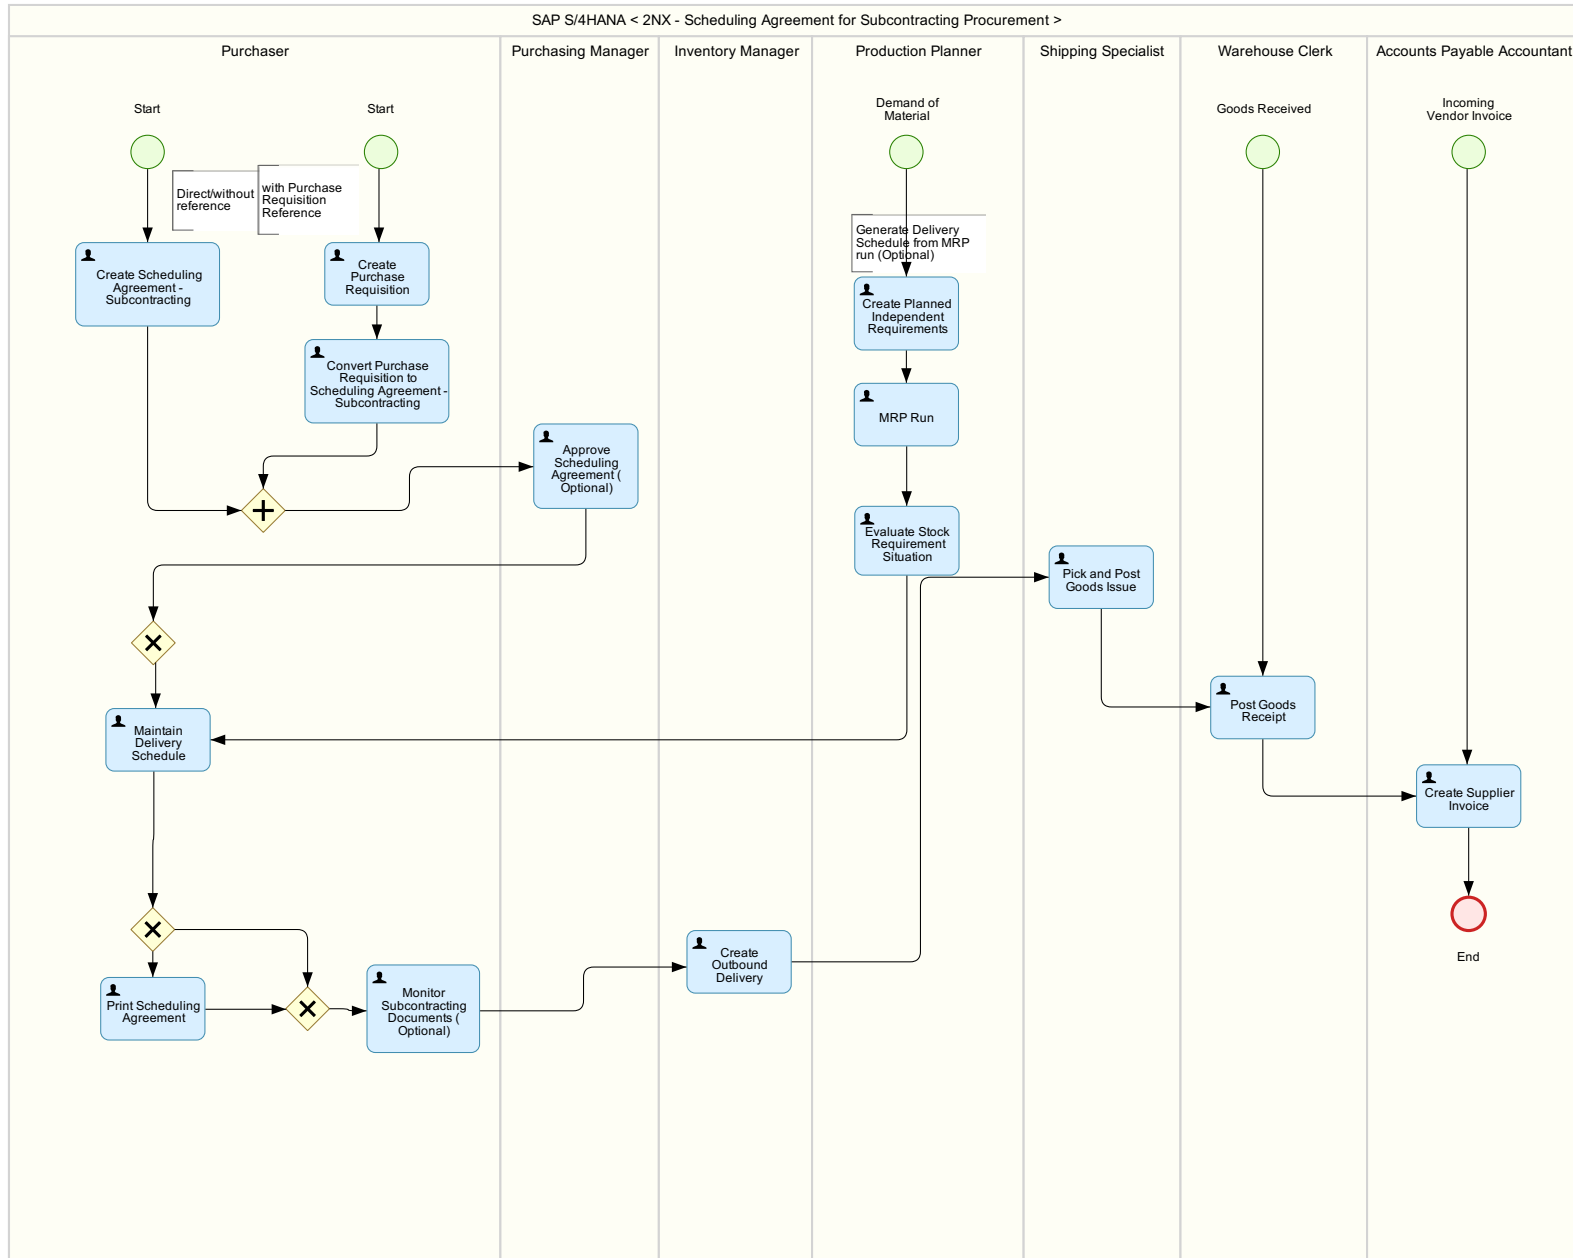 SAP S/4HANA < 2NX - Scheduling Agreement for Subcontracting Procurement >
Purchaser
Purchasing Manager
Inventory Manager
Production Planner
Shipping Specialist
Warehouse Clerk
Accounts Payable Accountant
Start
Start
Demand of
Material
Goods Received
Incoming
Vendor Invoice
Direct/without
reference
with Purchase
Requisition
Reference
Generate Delivery
Schedule from MRP
run (Optional)
Create Scheduling
Agreement -
Subcontracting
Create
Purchase
Requisition
Create Planned
Independent
Requirements
Convert Purchase
Requisition to
Scheduling Agreement -
Subcontracting
MRP Run
Approve
Scheduling
Agreement (
Optional)
Evaluate Stock
Requirement
Situation
Pick and Post
Goods Issue
Post Goods
Receipt
Maintain
Delivery
Schedule
Create Supplier
Invoice
Create
Outbound
Delivery
End
Print Scheduling
Agreement
Monitor
Subcontracting
Documents (
Optional)